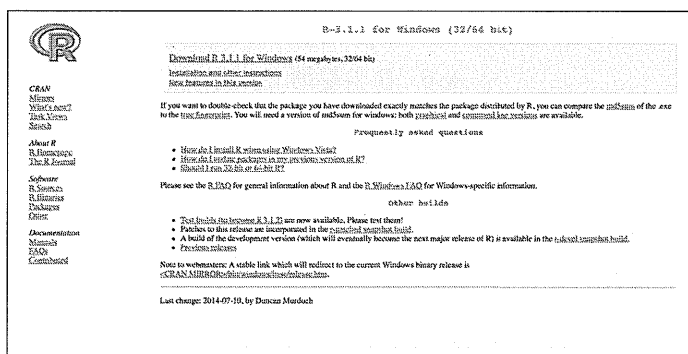 R-3.1.1 for Windows (32/64 bit)
Download R 3.1.1 for Windows (54 megabytes, 32/64 bit)
Installation and other instructions
New features in this version
R
CRAN
Mirrors
What's new?
Task Views
Search
About R
R Homepage
The R Journal
Software
R Sources
R Binaries
Packages
Other
Documentation
Manuals
FAQs
Contributed
If you want to double-check that the package you have downloaded exactly matches the package distributed by R, you can compare the md5sum of the .exe
to the true fingerprint. You will need a version of md5sum for windows: both graphical and command line versions are available.
Frequently asked questions
• How do I install R when using Windows Vista?
• How do I update packages in my previous version of R?
• Should I run 32-bit or 64-bit R?
Please see the R FAQ for general information about R and the R Windows FAQ for Windows-specific information.
Other builds
• Test builds (to become R 3.1.2) are now available, Please test them!
• Patches to this release are incorporated in the r-patched snapshot build.
• A build of the development version (which will eventually become the next major release of R) is available in the r-devel snapshot build.
• Previous releases
Note to webmasters: A stable link which will redirect to the current Windows binary release is
<CRAN MIRROR>/bin/windows/base/release.htm.
Last change: 2014-07-10, by Duncan Murdoch